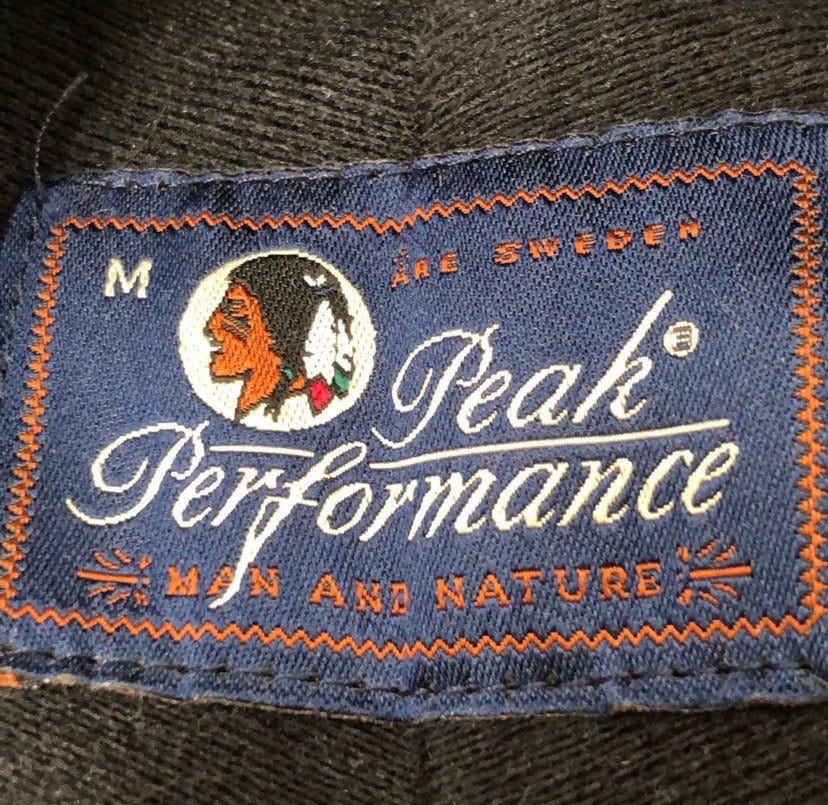 M
ÅRE SWEDEN
Peak®
Performance
MAN AND NATURE